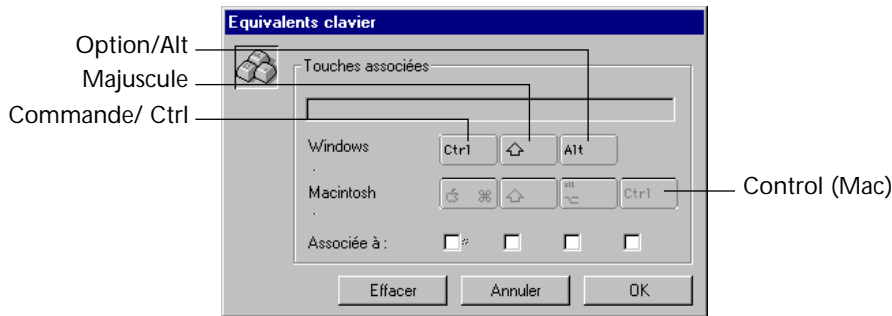 Equivalents clavier
Option/Alt
Touches associées
Majuscule
Commande/ Ctrl
Windows
Ctrl
Alt
Macintosh
alt
Ctrl
Control (Mac)
Associée à :
Effacer
Annuler
OK